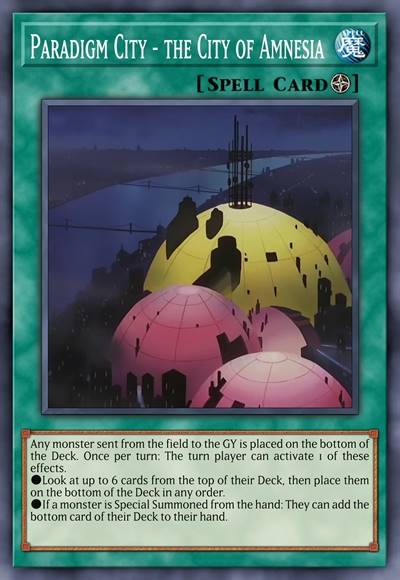 Paradigm City - the City of Amnesia
魔
[Spell Card]
Any monster sent from the field to the GY is placed on the bottom of
the Deck. Once per turn: The turn player can activate 1 of these
effects.
●Look at up to 6 cards from the top of their Deck, then place them
on the bottom of the Deck in any order.
●If a monster is Special Summoned from the hand: They can add the
bottom card of their Deck to their hand.